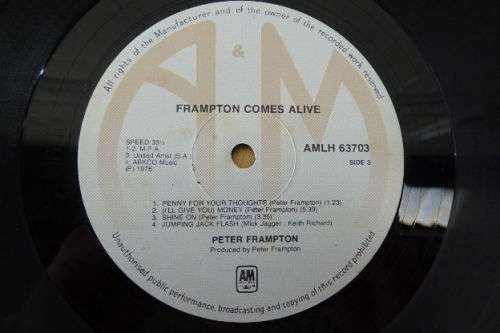 All rights of the Manufacturer and of the owner of the recorded work reserved.
A&M
FRAMPTON COMES ALIVE
SPEED 33⅓
1-2. M.P.A.
3. United Artist (S.A.)
4. ABKCO Music
(P) 1976
AMLH 63703
SIDE 3
1. PENNY FOR YOUR THOUGHTS (Peter Frampton) (1.23)
2. (I'LL GIVE YOU) MONEY (Peter Frampton) (5.39)
3. SHINE ON (Peter Frampton) (3.35)
4. JUMPING JACK FLASH (Mick Jagger : Keith Richard)
PETER FRAMPTON
Produced by Peter Frampton
A&M
Unauthorised public performance, broadcasting and copying of this record prohibited